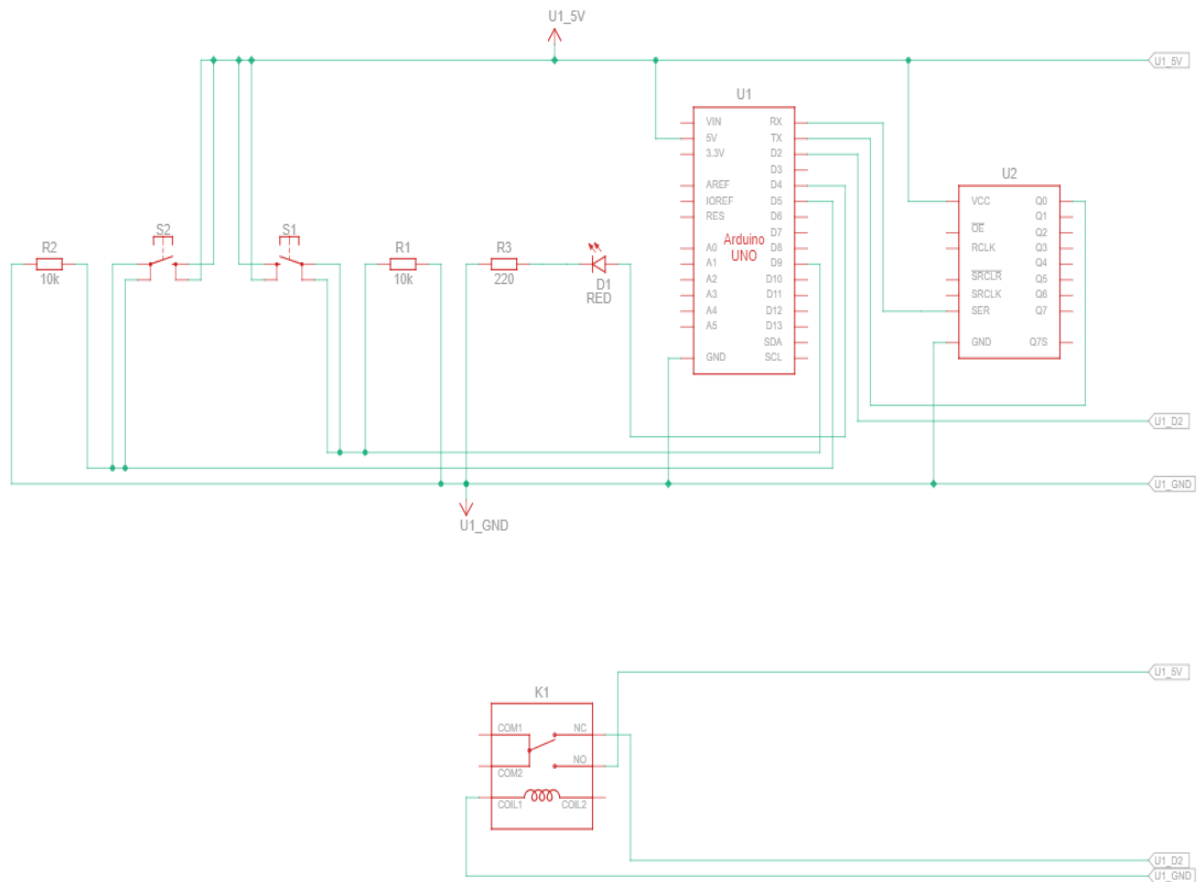 U1_5V
U1_5V
U1
VIN
5V
3.3V
AREF
IOREF
RES
A0
A1
A2
A3
A4
A5
GND
Arduino
UNO
RX
TX
D2
D3
D4
D5
D6
D7
D8
D9
D10
D11
D12
D13
SDA
SCL
U2
VCC
OE
RCLK
SRCLR
SRCLK
SER
GND
Q0
Q1
Q2
Q3
Q4
Q5
Q6
Q7
Q7S
R2
10k
S2
S1
R1
10k
R3
220
D1
RED
U1_D2
U1_GND
U1_GND
U1_5V
K1
COM1
NC
NO
COM2
COIL1
COIL2
U1_D2
U1_GND